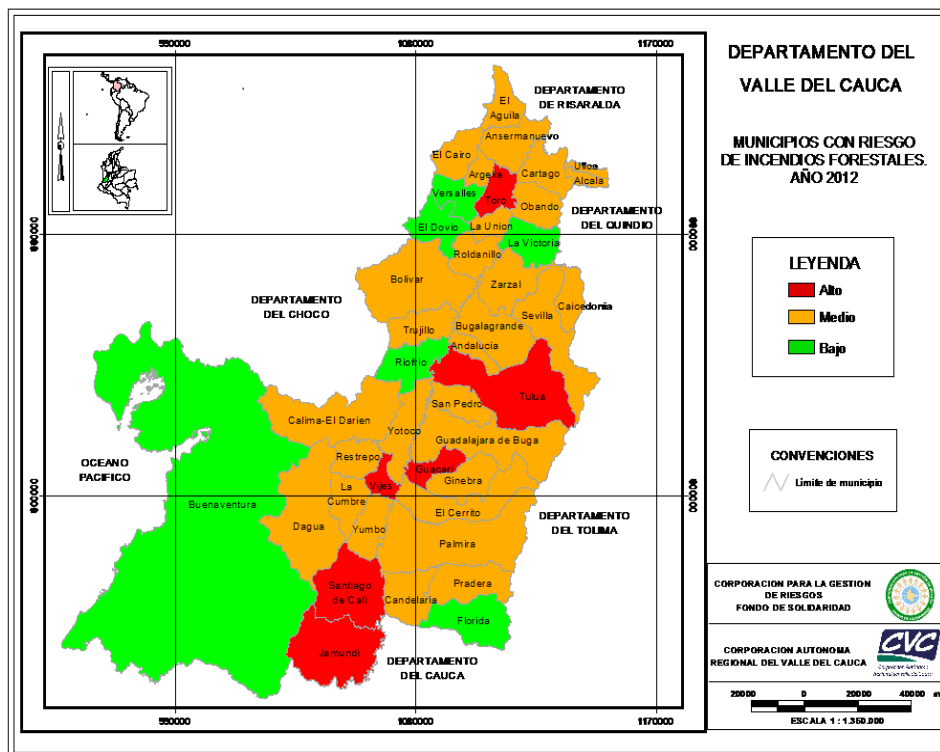 990000
1080000
1170000
DEPARTAMENTO DEL
VALLE DEL CAUCA
MUNICIPIOS CON RIESGO
DE INCENDIOS FORESTALES.
AÑO 2012
DEPARTAMENTO
DE RISARALDA
El
Aguila
Ansermanuevo
El Cairo
Argelia
Cartago
Ulloa
Alcala
Versalles
Toro
Obando
DEPARTAMENTO
DEL QUINDIO
El Dovio
La Union
La Victoria
Roldanillo
Bolivar
Zarzal
DEPARTAMENTO
DEL CHOCO
Sevilla
Caicedonia
Trujillo
Bugalagrande
Andalucia
Riofrio
Tulua
San Pedro
Calima-El Darien
Yotoco
Guadalajara de Buga
Restrepo
OCEANO
PACIFICO
Guacari
Vijes
Ginebra
La
Cumbre
Buenaventura
El Cerrito
DEPARTAMENTO
DEL TOLIMA
Dagua
Yumbo
Palmira
Santiago
de Cali
Candelaria
Pradera
Florida
Jamundi
DEPARTAMENTO
DEL CAUCA
990000
1080000
1170000
LEYENDA
Alto
Medio
Bajo
CONVENCIONES
Limite de municipio
CORPORACION PARA LA GESTION
DE RIESGOS
FONDO DE SOLIDARIDAD
CORPORACION AUTONOMA
REGIONAL DEL VALLE DEL CAUCA
CVC
20000 0 20000 40000 m
ESCALA 1 : 1.350.000